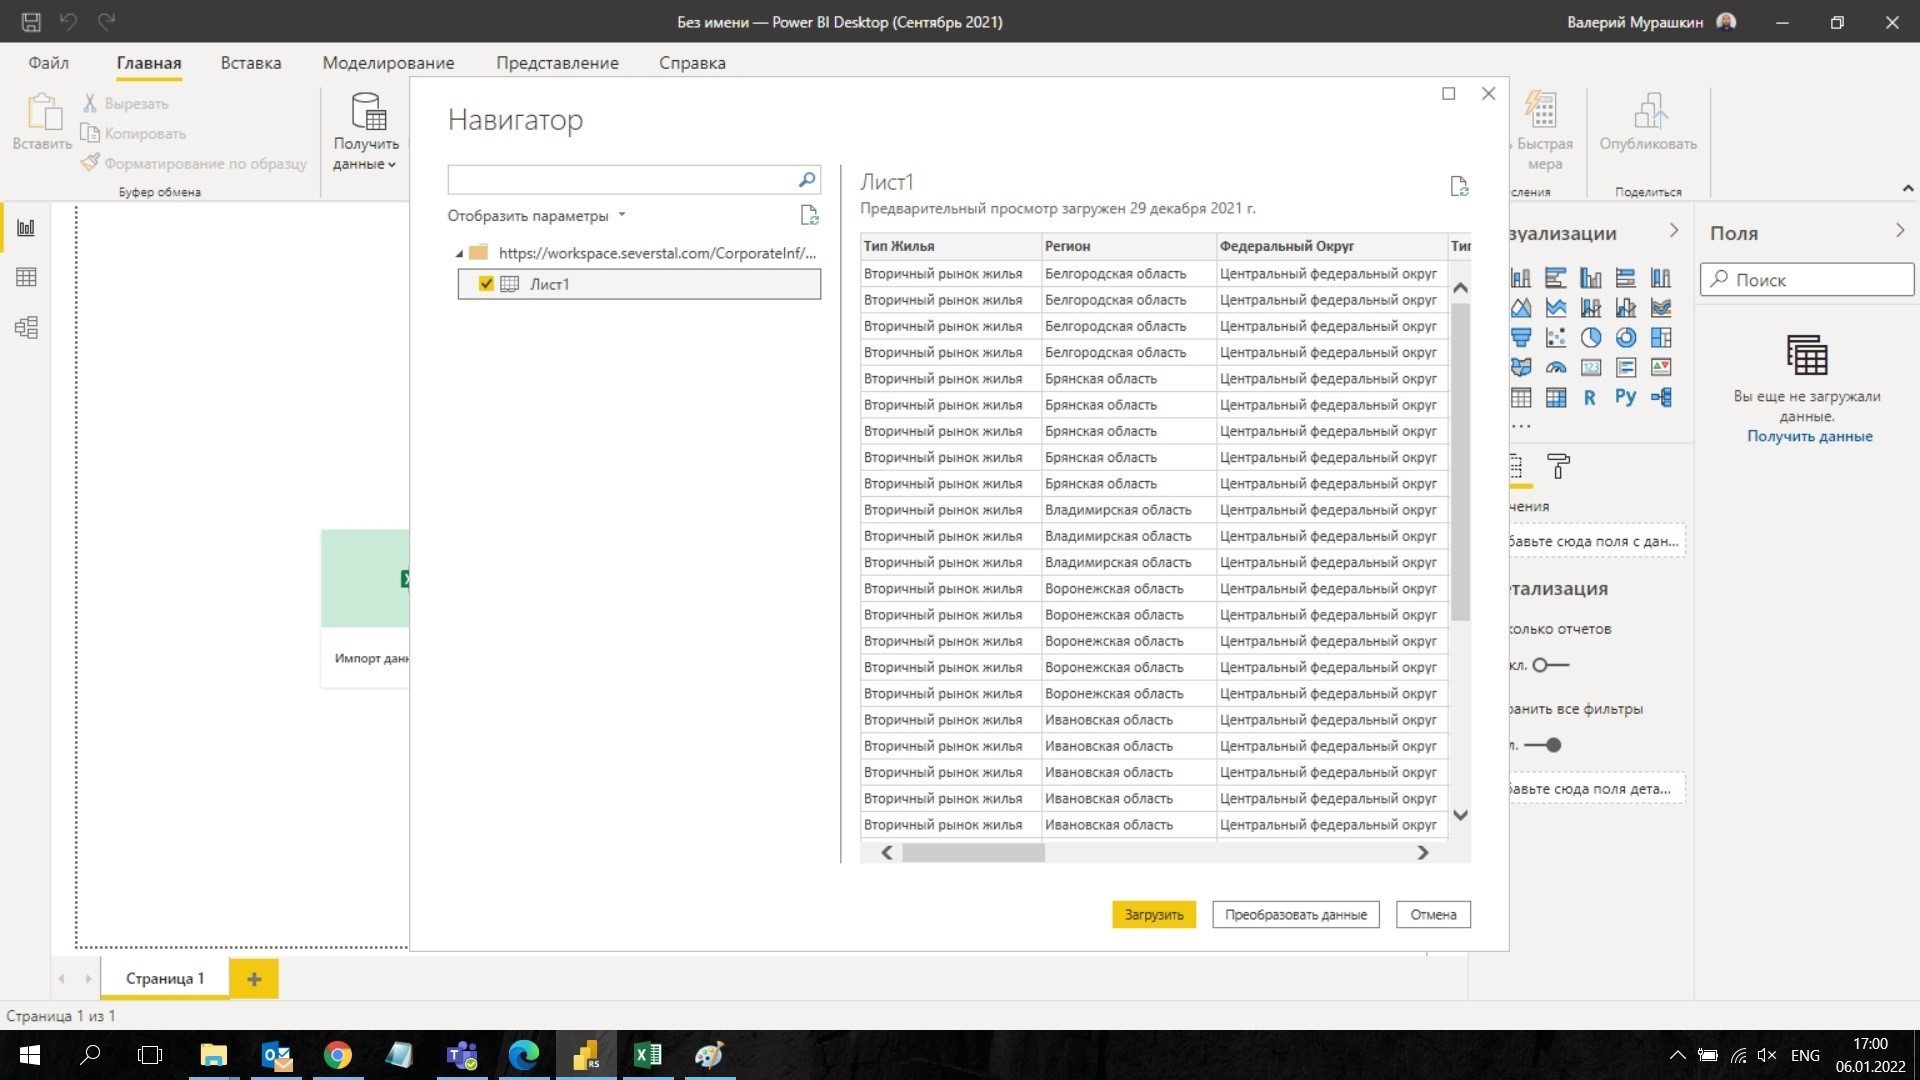 Без имени — Power BI Desktop (Сентябрь 2021)
Валерий Мурашкин
Файл
Главная
Вставка
Моделирование
Представление
Справка
Вставить
Вырезать
Копировать
Форматирование по образцу
Буфер обмена
Получить
данные
Быстрая
мера
Опубликовать
Поделиться
Навигатор
Отобразить параметры
https://workspace.severstal.com/CorporateInf/...
Лист1
Лист1
Предварительный просмотр загружен 29 декабря 2021 г.
Тип Жилья Регион Федеральный Округ Тип
Вторичный рынок жилья Белгородская область Центральный федеральный округ
Вторичный рынок жилья Белгородская область Центральный федеральный округ
Вторичный рынок жилья Белгородская область Центральный федеральный округ
Вторичный рынок жилья Белгородская область Центральный федеральный округ
Вторичный рынок жилья Брянская область Центральный федеральный округ
Вторичный рынок жилья Брянская область Центральный федеральный округ
Вторичный рынок жилья Брянская область Центральный федеральный округ
Вторичный рынок жилья Брянская область Центральный федеральный округ
Вторичный рынок жилья Брянская область Центральный федеральный округ
Вторичный рынок жилья Владимирская область Центральный федеральный округ
Вторичный рынок жилья Владимирская область Центральный федеральный округ
Вторичный рынок жилья Владимирская область Центральный федеральный округ
Вторичный рынок жилья Воронежская область Центральный федеральный округ
Вторичный рынок жилья Воронежская область Центральный федеральный округ
Вторичный рынок жилья Воронежская область Центральный федеральный округ
Вторичный рынок жилья Воронежская область Центральный федеральный округ
Вторичный рынок жилья Воронежская область Центральный федеральный округ
Вторичный рынок жилья Ивановская область Центральный федеральный округ
Вторичный рынок жилья Ивановская область Центральный федеральный округ
Вторичный рынок жилья Ивановская область Центральный федеральный округ
Вторичный рынок жилья Ивановская область Центральный федеральный округ
Вторичный рынок жилья Ивановская область Центральный федеральный округ
Загрузить
Преобразовать данные
Отмена
Импорт данн
сления
зуализации
R
Py
123
...
чения
бавьте сюда поля с дан...
тализация
колько отчетов
кл.
ранить все фильтры
л.
бавьте сюда поля дета...
Поля
Поиск
Вы еще не загружали
данные.
Получить данные
Страница 1
+
Страница 1 из 1
RS
ENG
17:00
06.01.2022